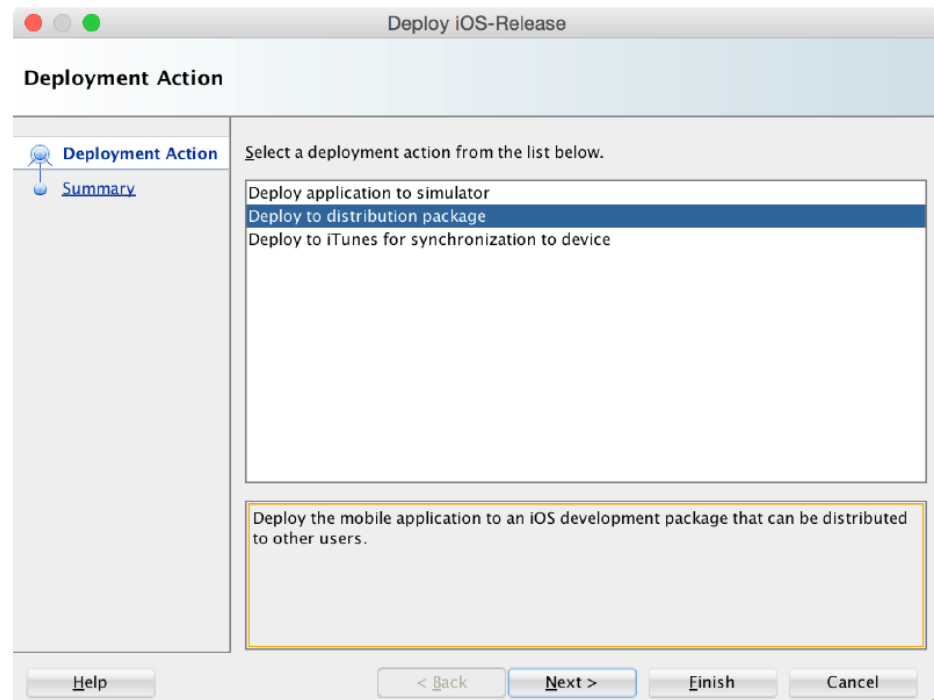 Deploy iOS-Release
Deployment Action
Deployment Action
Summary
Select a deployment action from the list below.
Deploy application to simulator
Deploy to distribution package
Deploy to iTunes for synchronization to device
Deploy the mobile application to an iOS development package that can be distributed
to other users.
Help
< Back
Next >
Finish
Cancel